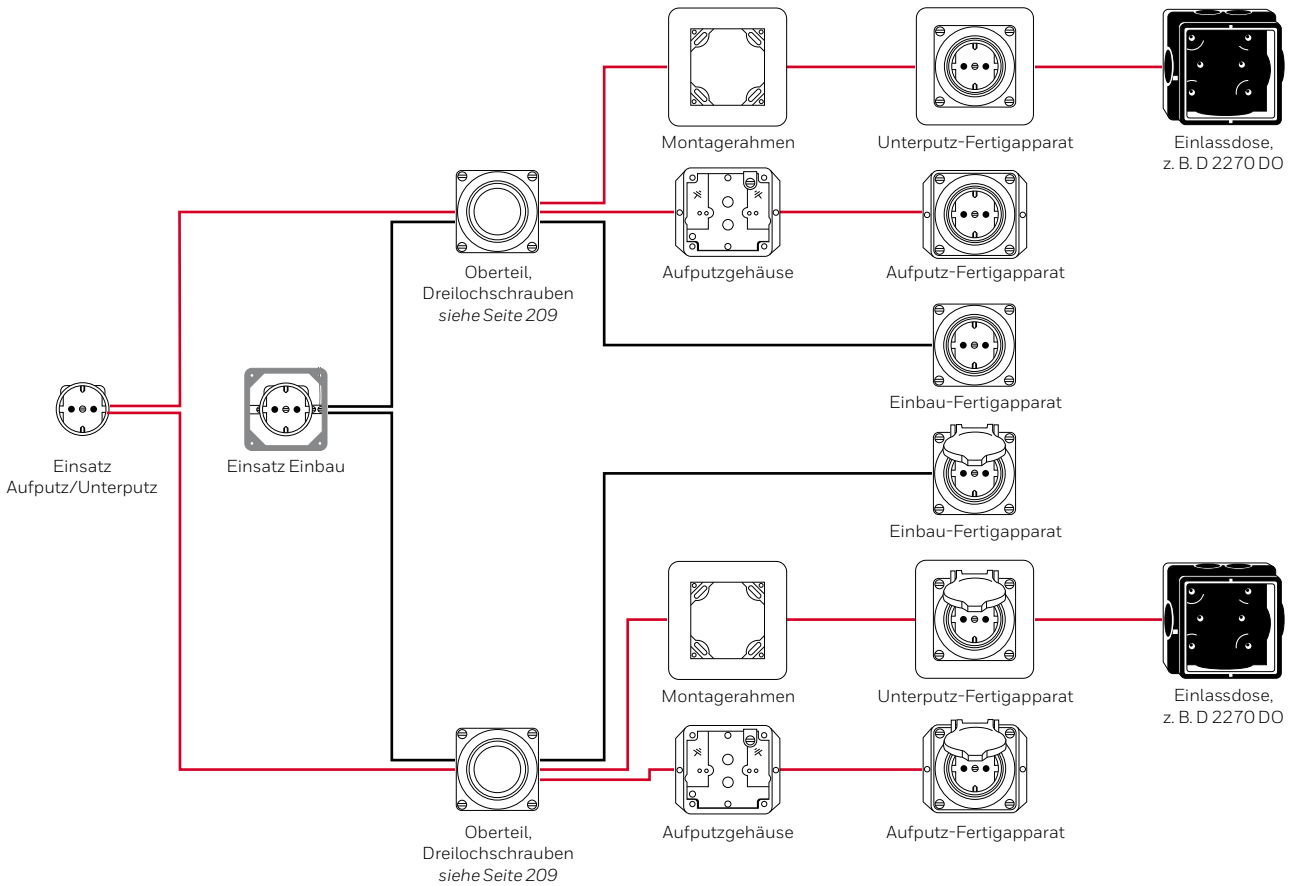 Montagerahmen
Unterputz-Fertigapparat
Einlassdose,
z. B. D 2270 DO
Oberteil,
Dreilochschrauben
siehe Seite 209
Aufputzgehäuse
Aufputz-Fertigapparat
Einbau-Fertigapparat
Einsatz
Aufputz/Unterputz
Einsatz Einbau
Einbau-Fertigapparat
Montagerahmen
Unterputz-Fertigapparat
Einlassdose,
z. B. D 2270 DO
Oberteil,
Dreilochschrauben
siehe Seite 209
Aufputzgehäuse
Aufputz-Fertigapparat